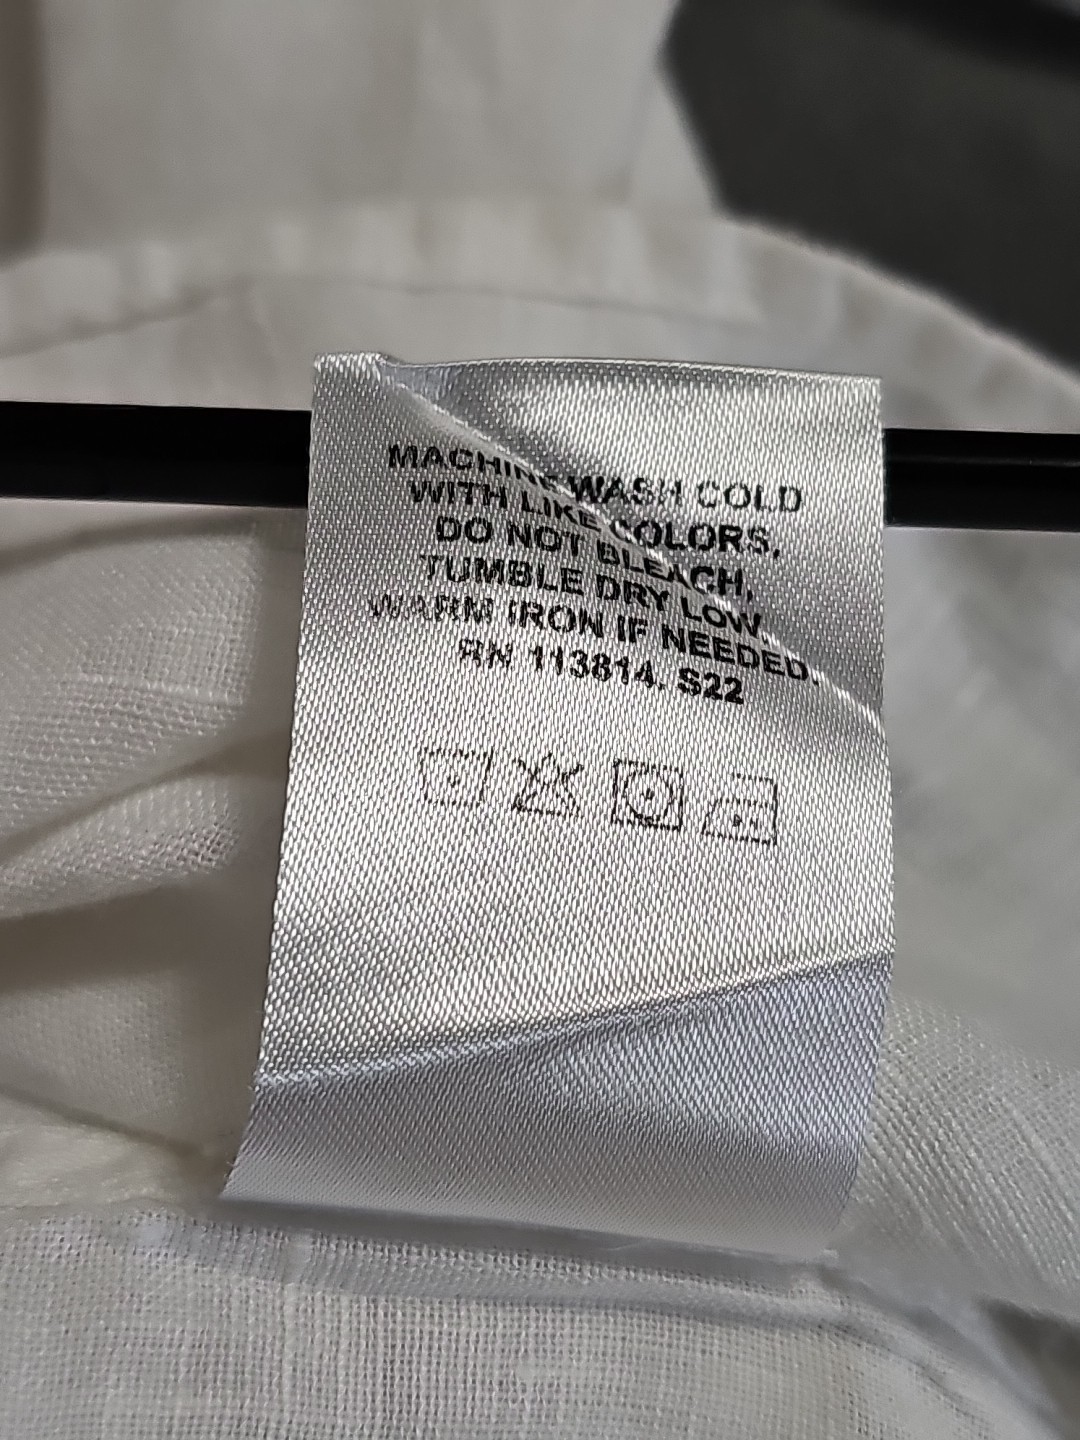 MACHINE WASH COLD
WITH LIKE COLORS.
DO NOT BLEACH,
TUMBLE DRY LOW,
WARM IRON IF NEEDED.
RN 113814. S22